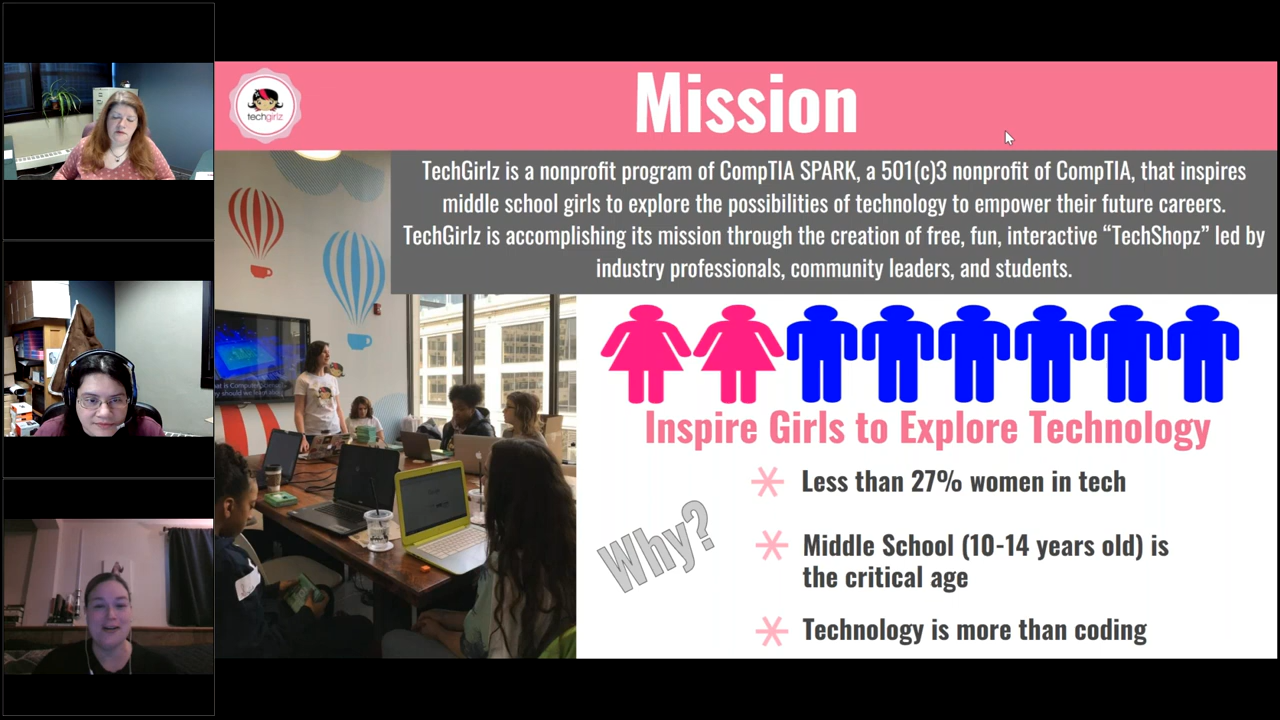 Mission
techgirlz
TechGirlz is a nonprofit program of CompTIA SPARK, a 501(c)3 nonprofit of CompTIA, that inspires
middle school girls to explore the possibilities of technology to empower their future careers.
TechGirlz is accomplishing its mission through the creation of free, fun, interactive “TechShopz” led by
industry professionals, community leaders, and students.
Inspire Girls to Explore Technology
Why?
Less than 27% women in tech
Middle School (10-14 years old) is
the critical age
Technology is more than coding